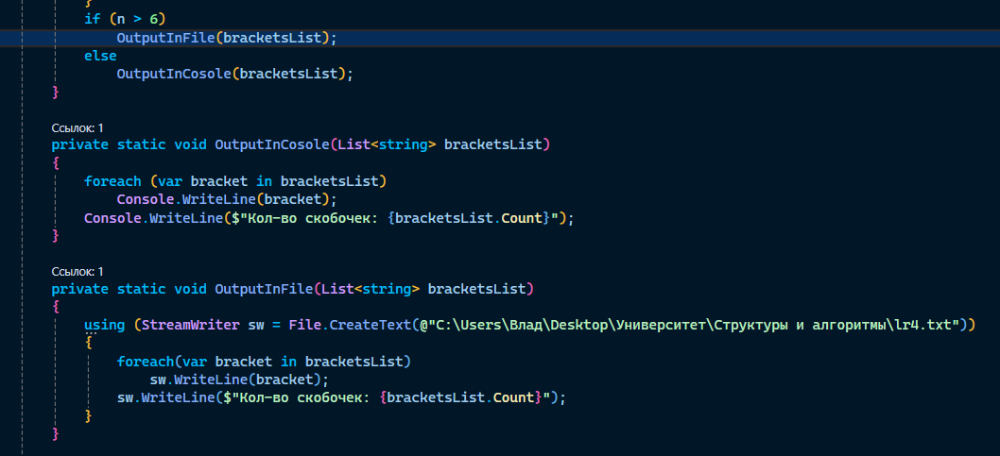 }
if (n > 6)
OutputInFile(bracketsList);
else
OutputInCosole(bracketsList);
}
Ссылок: 1
private static void OutputInCosole(List<string> bracketsList)
{
foreach (var bracket in bracketsList)
Console.WriteLine(bracket);
Console.WriteLine($"Кол-во скобочек: {bracketsList.Count}");
}
Ссылок: 1
private static void OutputInFile(List<string> bracketsList)
{
using (StreamWriter sw = File.CreateText(@"C:\Users\Влад\Desktop\Университет\Структуры и алгоритмы\lr4.txt"))
{
foreach(var bracket in bracketsList)
sw.WriteLine(bracket);
sw.WriteLine($"Кол-во скобочек: {bracketsList.Count}");
}
}